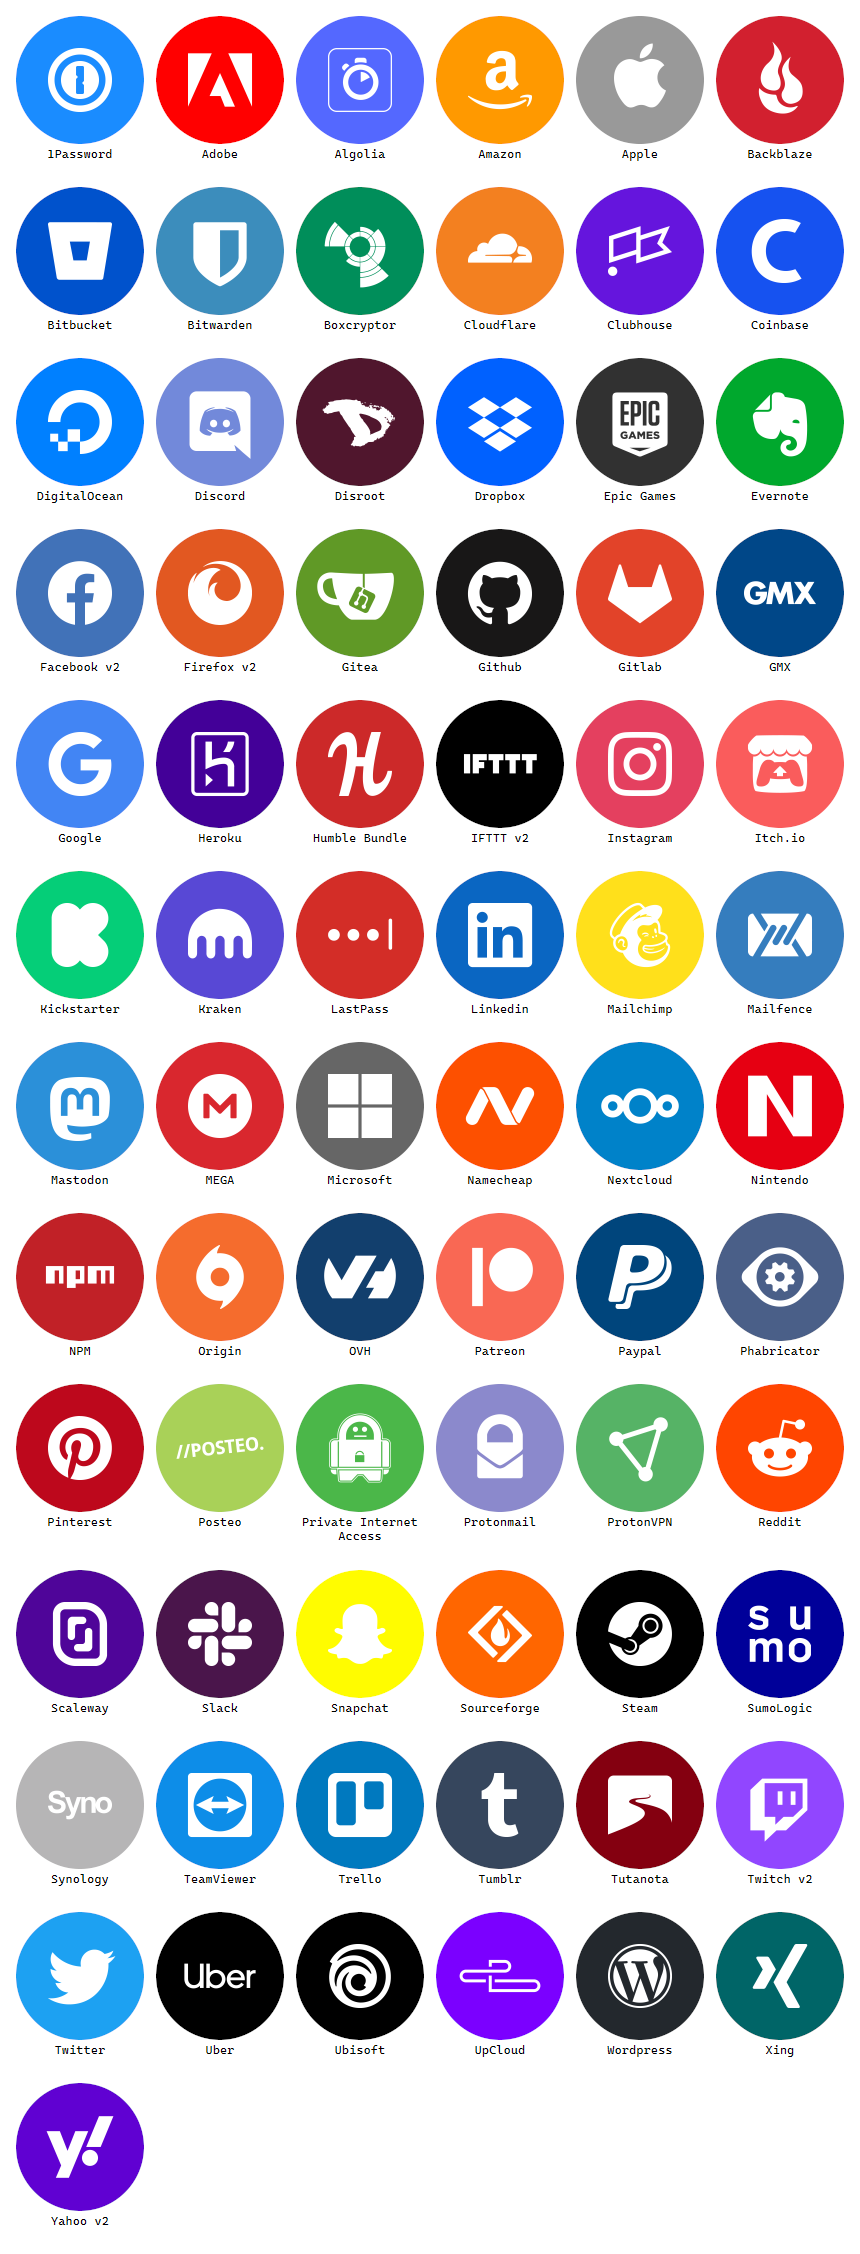 1Password Adobe Algolia a Amazon Apple Backblaze
Bitbucket Bitwarden Boxcryptor Cloudflare Clubhouse C Coinbase
EPIC
GAMES
DigitalOcean Discord Disroot Dropbox Epic Games Evernote
f GMX
Facebook v2 Firefox v2 Gitea Github Gitlab GMX
G H IFTTT
Google Heroku Humble Bundle IFTTT v2 Instagram Itch.io
K in
Kickstarter Kraken LastPass Linkedin Mailchimp Mailfence
m M N N
Mastodon MEGA Microsoft Namecheap Nextcloud Nintendo
npm P
NPM Origin OVH Patreon Paypal Phabricator
//POSTEO.
Pinterest Posteo Private Internet
Access Protonmail ProtonVPN Reddit
su
mo
Scaleway Slack Snapchat Sourceforge Steam SumoLogic
Syno t
Synology TeamViewer Trello Tumblr Tutanota Twitch v2
Uber W
Twitter Uber Ubisoft UpCloud Wordpress Xing
y!
Yahoo v2